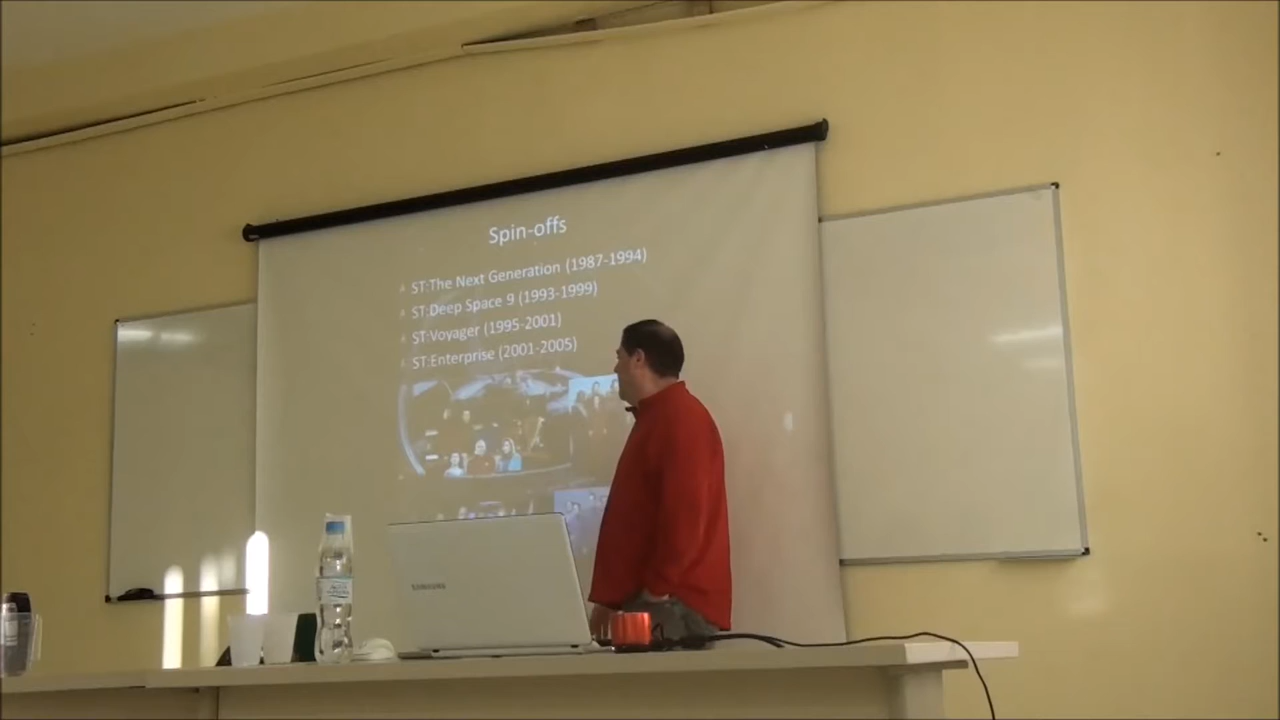 Spin-offs
ST:The Next Generation (1987-1994)
ST:Deep Space 9 (1993-1999)
ST:Voyager (1995-2001)
ST:Enterprise (2001-2005)
SAMSUNG